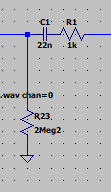 C1 R1
22n 1k
.wav chan=0
R23
2Meg2